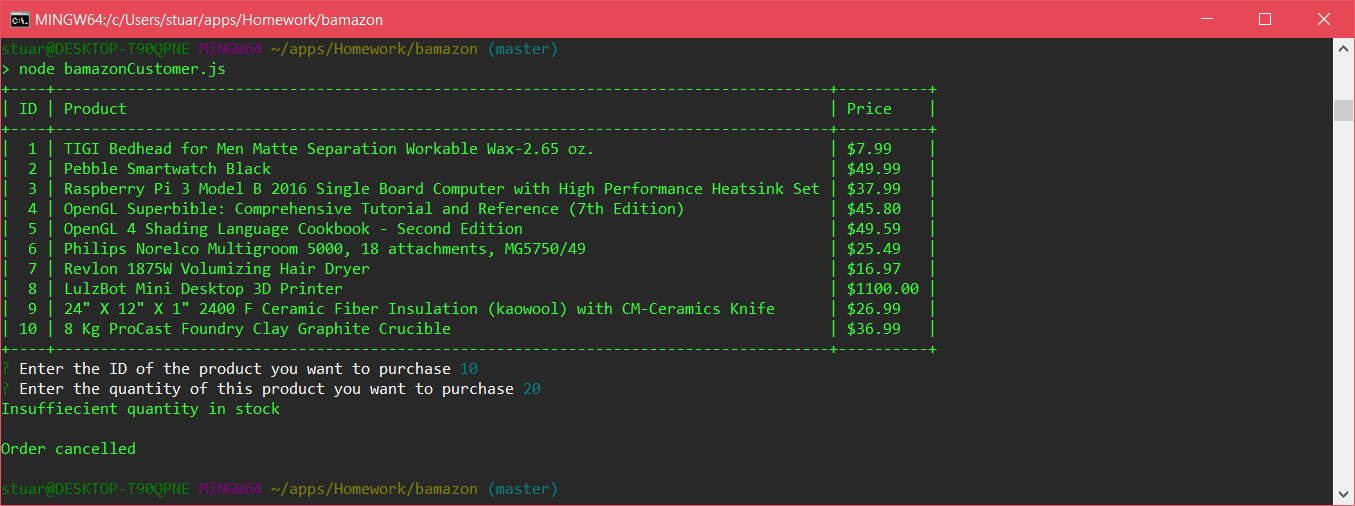 MINGW64:/c/Users/stuar/apps/Homework/bamazon
stuar@DESKTOP-T90QPNE MINGW64 ~/apps/Homework/bamazon (master)
> node bamazonCustomer.js
+----+--------------------------------------------------------------------------------------+----------+
| ID | Product | Price |
+----+--------------------------------------------------------------------------------------+----------+
| 1 | TIGI Bedhead for Men Matte Separation Workable Wax-2.65 oz. | $7.99 |
| 2 | Pebble Smartwatch Black | $49.99 |
| 3 | Raspberry Pi 3 Model B 2016 Single Board Computer with High Performance Heatsink Set | $37.99 |
| 4 | OpenGL Superbible: Comprehensive Tutorial and Reference (7th Edition) | $45.80 |
| 5 | OpenGL 4 Shading Language Cookbook - Second Edition | $49.59 |
| 6 | Philips Norelco Multigroom 5000, 18 attachments, MG5750/49 | $25.49 |
| 7 | Revlon 1875W Volumizing Hair Dryer | $16.97 |
| 8 | LulzBot Mini Desktop 3D Printer | $1100.00 |
| 9 | 24" X 12" X 1" 2400 F Ceramic Fiber Insulation (kaowool) with CM-Ceramics Knife | $26.99 |
| 10 | 8 Kg ProCast Foundry Clay Graphite Crucible | $36.99 |
+----+--------------------------------------------------------------------------------------+----------+
? Enter the ID of the product you want to purchase 10
? Enter the quantity of this product you want to purchase 20
Insuffiecient quantity in stock
Order cancelled
stuar@DESKTOP-T90QPNE MINGW64 ~/apps/Homework/bamazon (master)